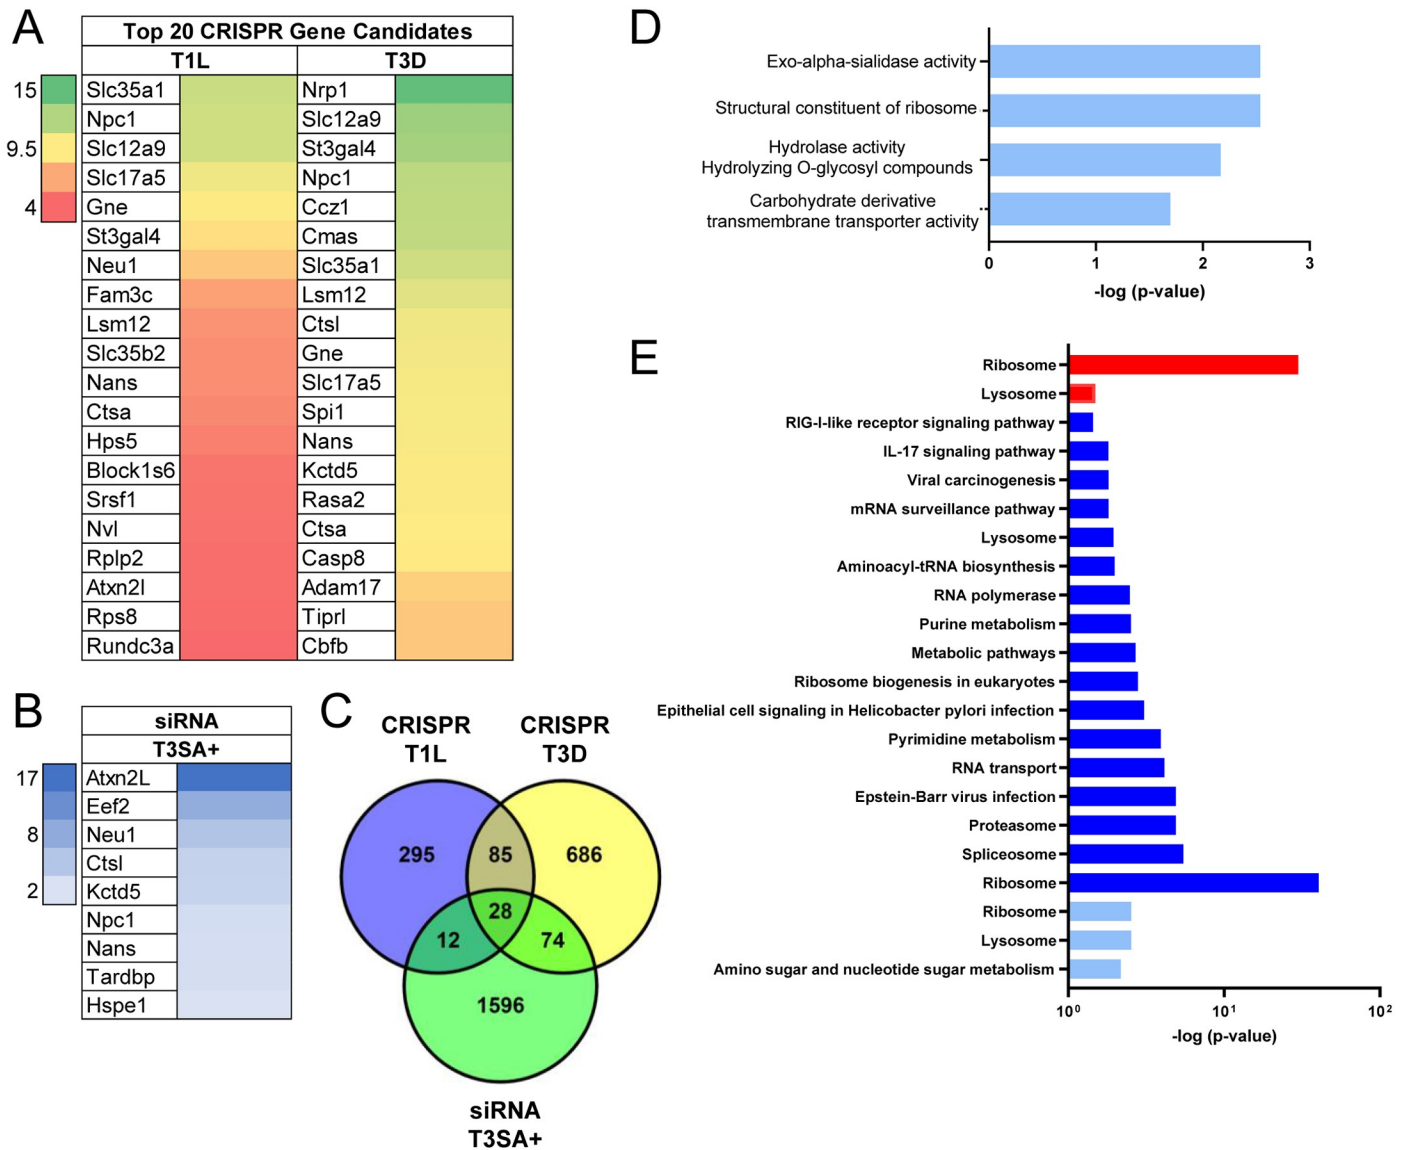 A
Top 20 CRISPR Gene Candidates
T1L T3D
15
9.5
4
Slc35a1 Nrp1
Npc1 Slc12a9
Slc12a9 St3gal4
Slc17a5 Npc1
Gne Ccz1
St3gal4 Cmas
Neu1 Slc35a1
Fam3c Lsm12
Lsm12 Ctsl
Slc35b2 Gne
Nans Slc17a5
Ctsa Spi1
Hps5 Nans
Block1s6 Kctd5
Srsf1 Rasa2
Nvl Ctsa
Rplp2 Casp8
Atxn2l Adam17
Rps8 Tiprl
Rundc3a Cbfb
B
siRNA
T3SA+
17
8
2
Atxn2L
Eef2
Neu1
Ctsl
Kctd5
Npc1
Nans
Tardbp
Hspe1
C
CRISPR CRISPR
T1L T3D
295 85 686
28
12 74
1596
siRNA
T3SA+
D
Exo-alpha-sialidase activity
Structural constituent of ribosome
Hydrolase activity
Hydrolyzing O-glycosyl compounds
Carbohydrate derivative
transmembrane transporter activity
0 1 2 3
-log (p-value)
E
Ribosome
Lysosome
RIG-I-like receptor signaling pathway
IL-17 signaling pathway
Viral carcinogenesis
mRNA surveillance pathway
Lysosome
Aminoacyl-tRNA biosynthesis
RNA polymerase
Purine metabolism
Metabolic pathways
Ribosome biogenesis in eukaryotes
Epithelial cell signaling in Helicobacter pylori infection
Pyrimidine metabolism
RNA transport
Epstein-Barr virus infection
Proteasome
Spliceosome
Ribosome
Ribosome
Lysosome
Amino sugar and nucleotide sugar metabolism
10⁰ 10¹ 10²
-log (p-value)